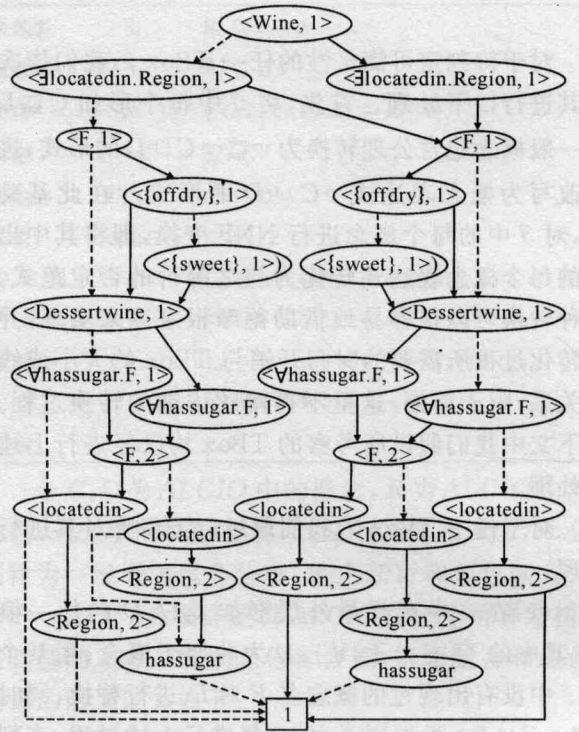 <Wine, 1>
<∃locatedin.Region, 1>
<∃locatedin.Region, 1>
<F, 1>
<F, 1>
<{offdry}, 1>
<{offdry}, 1>
<{sweet}, 1>
<{sweet}, 1>
<Dessertwine, 1>
<Dessertwine, 1>
<∀hassugar.F, 1>
<∀hassugar.F, 1>
<∀hassugar.F, 1>
<∀hassugar.F, 1>
<F, 2>
<F, 2>
<locatedin>
<locatedin>
<locatedin>
<locatedin>
<locatedin>
<locatedin>
<Region, 2>
<Region, 2>
<Region, 2>
<Region, 2>
<Region, 2>
hassugar
hassugar
1